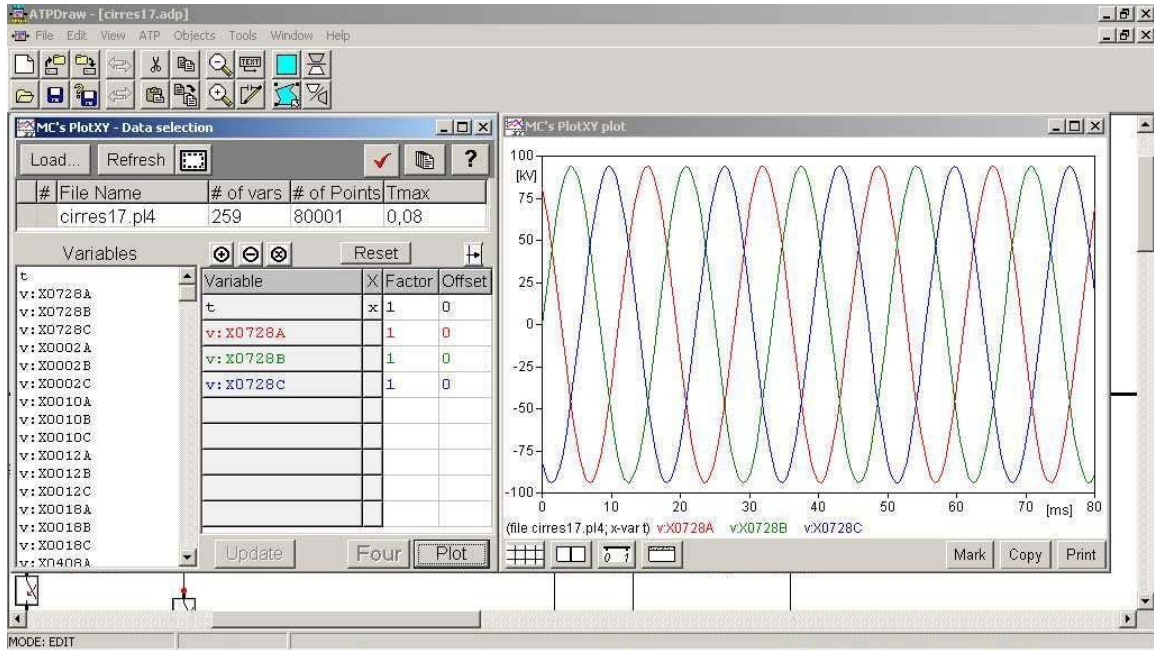 ATPDraw - [cirres17.adp]
File Edit View ATP Objects Tools Window Help
TEXT
MC's PlotXY - Data selection
Load... Refresh ?
# File Name # of vars # of Points Tmax
cirres17.pl4 259 80001 0,08
Variables Reset
t
v:X0728A
v:X0728B
v:X0728C
v:X0002A
v:X0002B
v:X0002C
v:X0010A
v:X0010B
v:X0010C
v:X0012A
v:X0012B
v:X0012C
v:X0018A
v:X0018B
v:X0018C
v:X0408A
Variable X Factor Offset
t x 1 0
v:X0728A 1 0
v:X0728B 1 0
v:X0728C 1 0
Update Four Plot
MC's PlotXY plot
100
[kV]
75
50
25
0
-25
-50
-75
-100
0 10 20 30 40 50 60 70 [ms] 80
(file cirres17.pl4; x-var t) v:X0728A v:X0728B v:X0728C
Mark Copy Print
MODE: EDIT